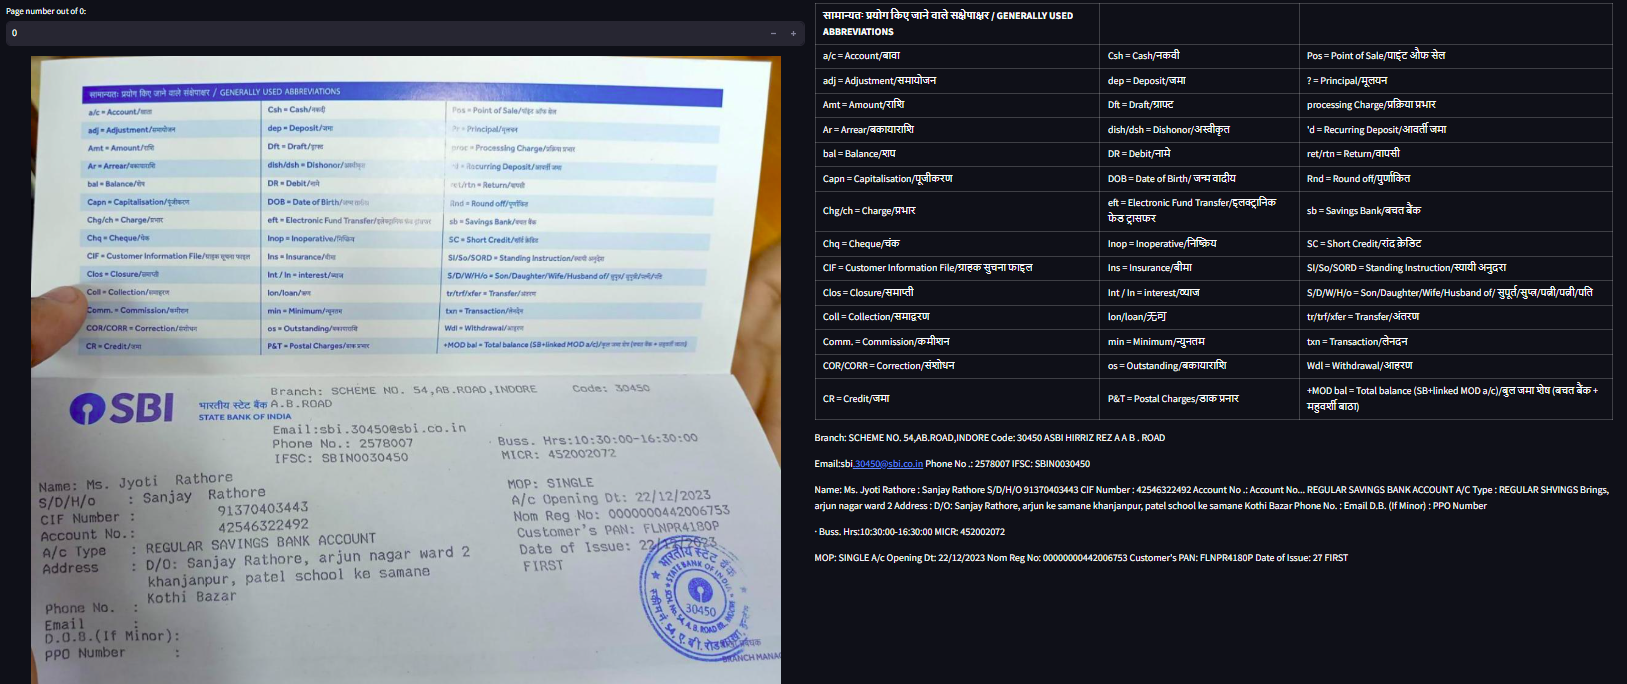 Page number out of 0:
0
सामान्यतः प्रयोग किए जाने वाले संक्षेपाक्षर / GENERALLY USED ABBREVIATIONS
a/c = Account/खाता Csh = Cash/नकदी Pos = Point of Sale/पाइंट ऑफ सेल
adj = Adjustment/समायोजन dep = Deposit/जमा Pr = Principal/मूलधन
Amt = Amount/राशि Dft = Draft/ड्राफ्ट proc = Processing Charge/प्रक्रिया प्रभार
Ar = Arrear/बकायाराशि dish/dsh = Dishonor/अस्वीकृत Recurring Deposit/आवर्ती जमा
bal = Balance/शेष DR = Debit/नामे ret/rtn = Return/वापसी
Capn = Capitalisation/पूंजीकरण DOB = Date of Birth/ Rnd = Round off/पुर्णांकित
Chg/ch = Charge/प्रभार eft = Electronic Fund Transfer/इलेक्ट्रानिक फंड ट्रांसफर sb = Savings Bank/बचत बैंक
Chq = Cheque/चेक Inop = Inoperative/निष्क्रिय SC = Short Credit/शॉर्ट क्रेडिट
CIF = Customer Information File/ग्राहक सूचना फाइल Ins = Insurance/बीमा SI/So/SORD = Standing Instruction/स्थायी अनुदेश
Clos = Closure/समाप्ती Int / In = interest/ब्याज S/D/W/H/o = Son/Daughter/Wife/Husband of/
Coll = Collection/समाहरण lon/loan/ऋण tr/trf/xfer = Transfer/अंतरण
Comm. = Commission/कमीशन min = Minimum/न्यूनतम txn = Transaction/लेनदेन
COR/CORR = Correction/संशोधन os = Outstanding/बकायाराशि Wdl = Withdrawal/आहरण
CR = Credit/जमा P&T = Postal Charges/डाक प्रभार +MOD bal = Total balance (SB+linked MOD a/c)/
SBI
भारतीय स्टेट बैंक
STATE BANK OF INDIA
Branch: SCHEME NO. 54,AB.ROAD,INDORE Code: 30450
A.B.ROAD
Email:sbi.30450@sbi.co.in
Phone No.: 2578007 Buss. Hrs:10:30:00-16:30:00
IFSC: SBIN0030450 MICR: 452002072
Name: Ms. Jyoti Rathore MOP: SINGLE
S/D/H/o : Sanjay Rathore A/c Opening Dt: 22/12/2023
CIF Number : 91370403443 Nom Reg No: 0000000442006753
Account No.: 42546322492 Customer's PAN: FLNPR4180P
A/c Type : REGULAR SAVINGS BANK ACCOUNT Date of Issue: 22/12/2023
Address : D/O: Sanjay Rathore, arjun nagar ward 2 FIRST
khanjanpur, patel school ke samane
Kothi Bazar
Phone No. :
Email :
D.O.B.(If Minor):
PPO Number :
भारतीय स्टेट बैंक
STATE BANK OF INDIA
30450
BRANCH MANAG
सामान्यतः प्रयोग किए जाने वाले सक्षेपाक्षर / GENERALLY USED
ABBREVIATIONS
a/c = Account/बावा Csh = Cash/नकवी Pos = Point of Sale/पाइंट औफ सेल
adj = Adjustment/समायोजन dep = Deposit/जमा ? = Principal/मूलयन
Amt = Amount/राशि Dft = Draft/ग्राफ्ट processing Charge/प्रक्रिया प्रभार
Ar = Arrear/बकायाराशि dish/dsh = Dishonor/अस्वीकृत 'd = Recurring Deposit/आवर्ती जमा
bal = Balance/शप DR = Debit/नामे ret/rtn = Return/वापसी
Capn = Capitalisation/पूजीकरण DOB = Date of Birth/ जन्म वादीय Rnd = Round off/पुर्णाकित
Chg/ch = Charge/प्रभार eft = Electronic Fund Transfer/इलक्ट्रानिक फेड ट्रासफर sb = Savings Bank/बचत बैंक
Chq = Cheque/चंक Inop = Inoperative/निष्क्रिय SC = Short Credit/रांद क्रेडिट
CIF = Customer Information File/ग्राहक सुचना फाइल Ins = Insurance/बीमा SI/So/SORD = Standing Instruction/स्यायी अनुदरा
Clos = Closure/समाप्ती Int / In = interest/व्याज S/D/W/H/o = Son/Daughter/Wife/Husband of/ सुपूर्त/सुप्त्र/पत्नी/पत्नी/पति
Coll = Collection/समाद्वरण lon/loan/无可 tr/trf/xfer = Transfer/अंतरण
Comm. = Commission/कमीशन min = Minimum/न्युनतम txn = Transaction/लेनदन
COR/CORR = Correction/संशोधन os = Outstanding/बकायाराशि Wdl = Withdrawal/आहरण
CR = Credit/जमा P&T = Postal Charges/डाक प्रनार +MOD bal = Total balance (SB+linked MOD a/c)/बुल जमा शेष (बचत बैंक +
महवर्शी बाठा)
Branch: SCHEME NO. 54,AB.ROAD,INDORE Code: 30450 ASBI HIRRIZ REZ A A B . ROAD
Email:sbi.30450@sbi.co.in Phone No .: 2578007 IFSC: SBIN0030450
Name: Ms. Jyoti Rathore : Sanjay Rathore S/D/H/O 91370403443 CIF Number : 42546322492 Account No .: Account No... REGULAR SAVINGS BANK ACCOUNT A/C Type : REGULAR SHVINGS Brings,
arjun nagar ward 2 Address : D/O: Sanjay Rathore, arjun ke samane khanjanpur, patel school ke samane Kothi Bazar Phone No. : Email D.B. (If Minor) : PPO Number
· Buss. Hrs:10:30:00-16:30:00 MICR: 452002072
MOP: SINGLE A/c Opening Dt: 22/12/2023 Nom Reg No: 00000000442006753 Customer's PAN: FLNPR4180P Date of Issue: 27 FIRST